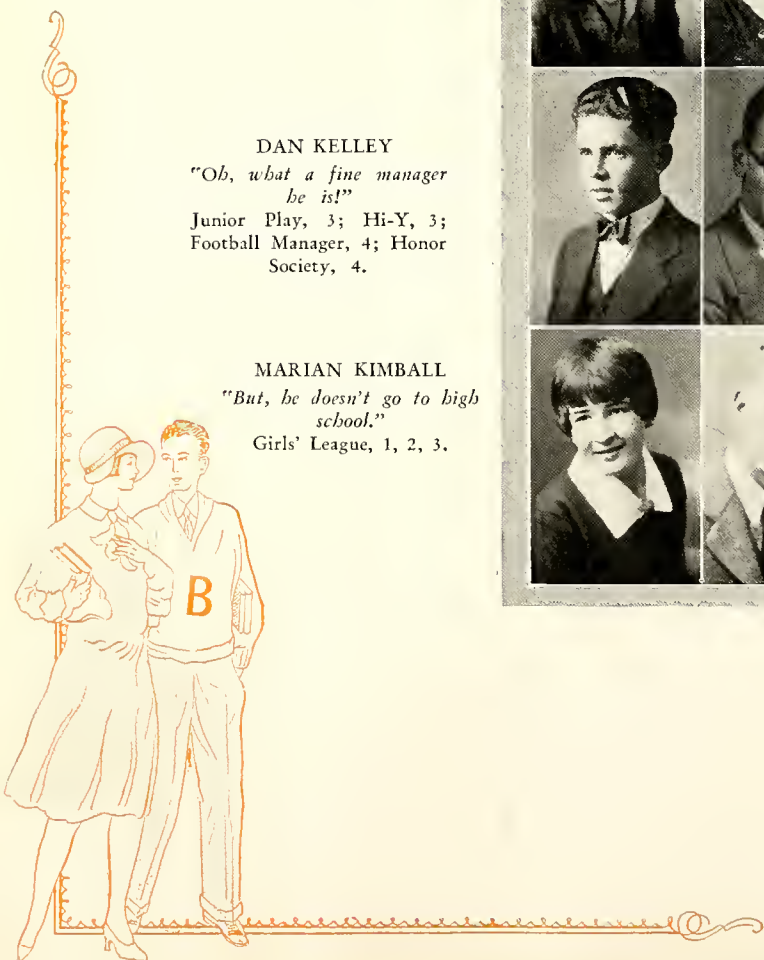 DAN KELLEY
"Oh, what a fine manager
he is!"
Junior Play, 3; Hi-Y, 3;
Football Manager, 4; Honor
Society, 4.
MARIAN KIMBALL
"But, he doesn't go to high
school."
Girls' League, 1, 2, 3.
B